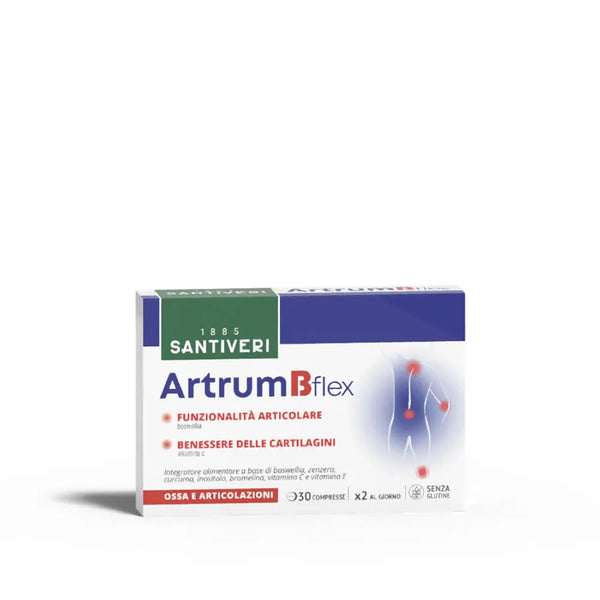 SANTIVERI
ArtrumBflex
1885
SANTIVERI
ArtrumBflex
FUNZIONALITÀ ARTICOLARE
boswellia
BENESSERE DELLE CARTILAGINI
vitamina c
Integratore alimentare a base di boswellia, zenzero,
curcuma, inositolo, bromelina, vitamina C e vitamina E
OSSA E ARTICOLAZIONI
30 COMPRESSE
x2 AL GIORNO
SENZA
GLUTINE